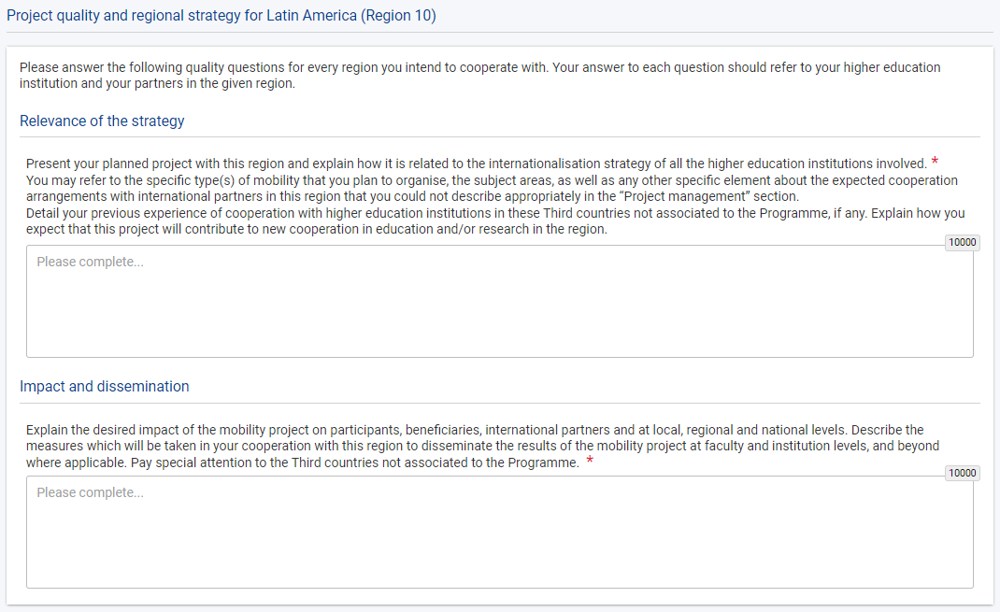 Project quality and regional strategy for Latin America (Region 10)
Please answer the following quality questions for every region you intend to cooperate with. Your answer to each question should refer to your higher education
institution and your partners in the given region.
Relevance of the strategy
Present your planned project with this region and explain how it is related to the internationalisation strategy of all the higher education institutions involved. *
You may refer to the specific type(s) of mobility that you plan to organise, the subject areas, as well as any other specific element about the expected cooperation
arrangements with international partners in this region that you could not describe appropriately in the “Project management” section.
Detail your previous experience of cooperation with higher education institutions in these Third countries not associated to the Programme, if any. Explain how you
expect that this project will contribute to new cooperation in education and/or research in the region.
10000
Please complete...
Impact and dissemination
Explain the desired impact of the mobility project on participants, beneficiaries, international partners and at local, regional and national levels. Describe the
measures which will be taken in your cooperation with this region to disseminate the results of the mobility project at faculty and institution levels, and beyond
where applicable. Pay special attention to the Third countries not associated to the Programme. *
10000
Please complete...